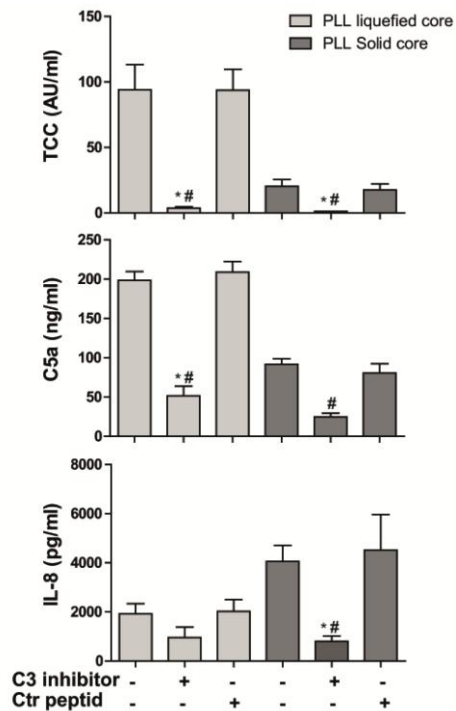 PLL liquefied core
PLL Solid core
TCC (AU/ml)
150
100
50
0
* #
* #
C5a (ng/ml)
250
200
150
100
50
0
* #
#
IL-8 (pg/ml)
8000
6000
4000
2000
0
* #
C3 inhibitor - + - - + -
Ctr peptid - - + - - +